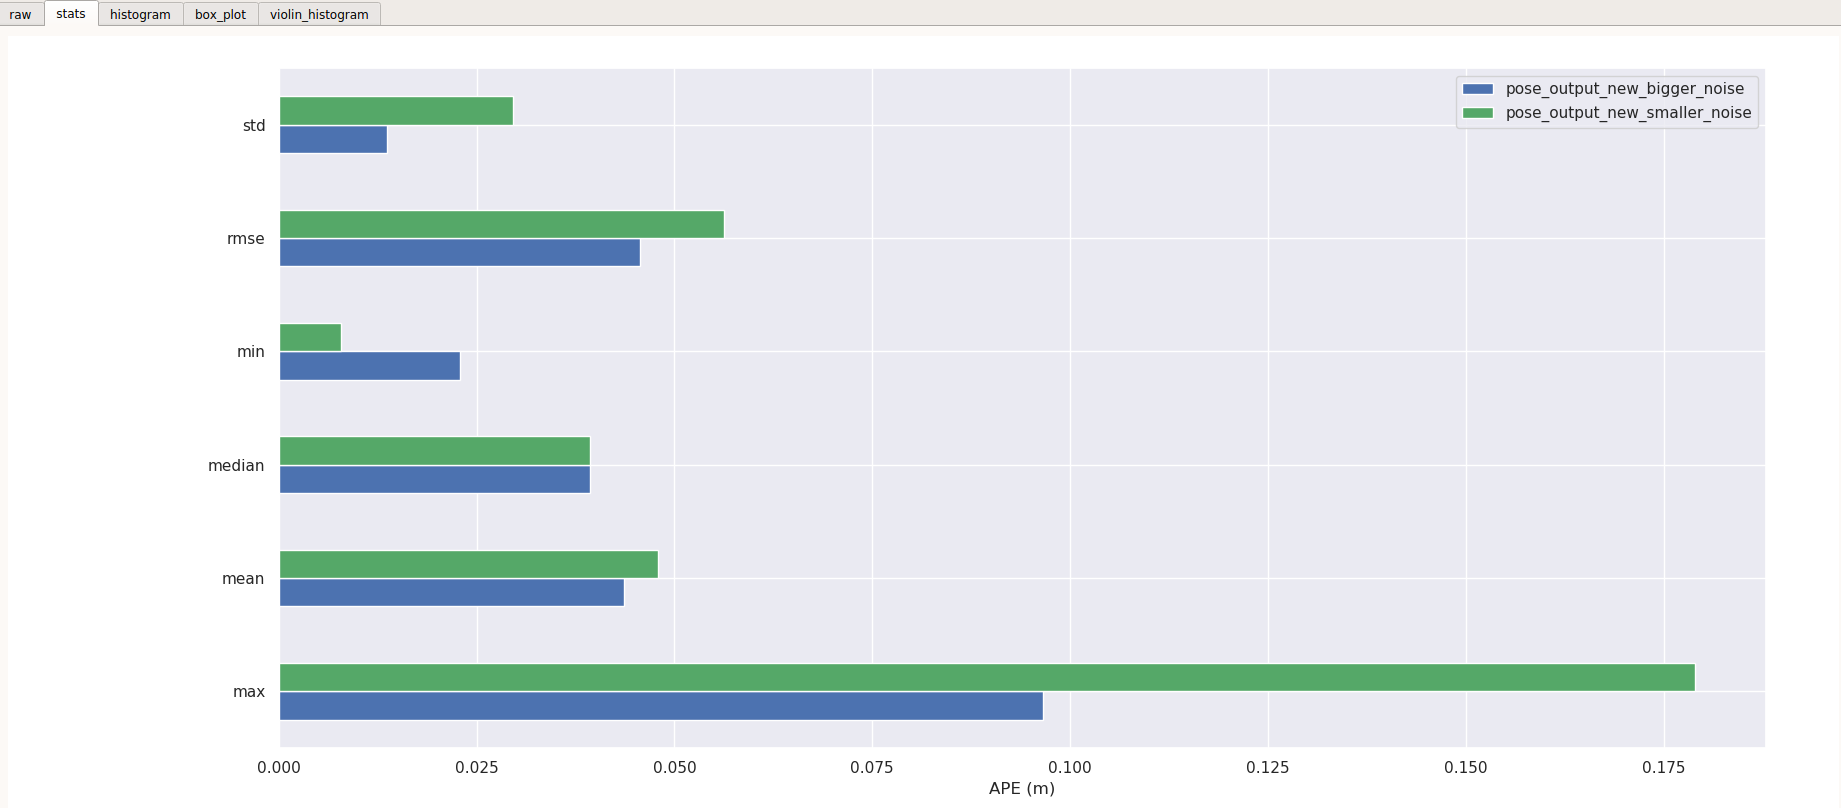 raw stats histogram box_plot violin_histogram
pose_output_new_bigger_noise
pose_output_new_smaller_noise
std
rmse
min
median
mean
max
0.000 0.025 0.050 0.075 0.100 0.125 0.150 0.175
APE (m)